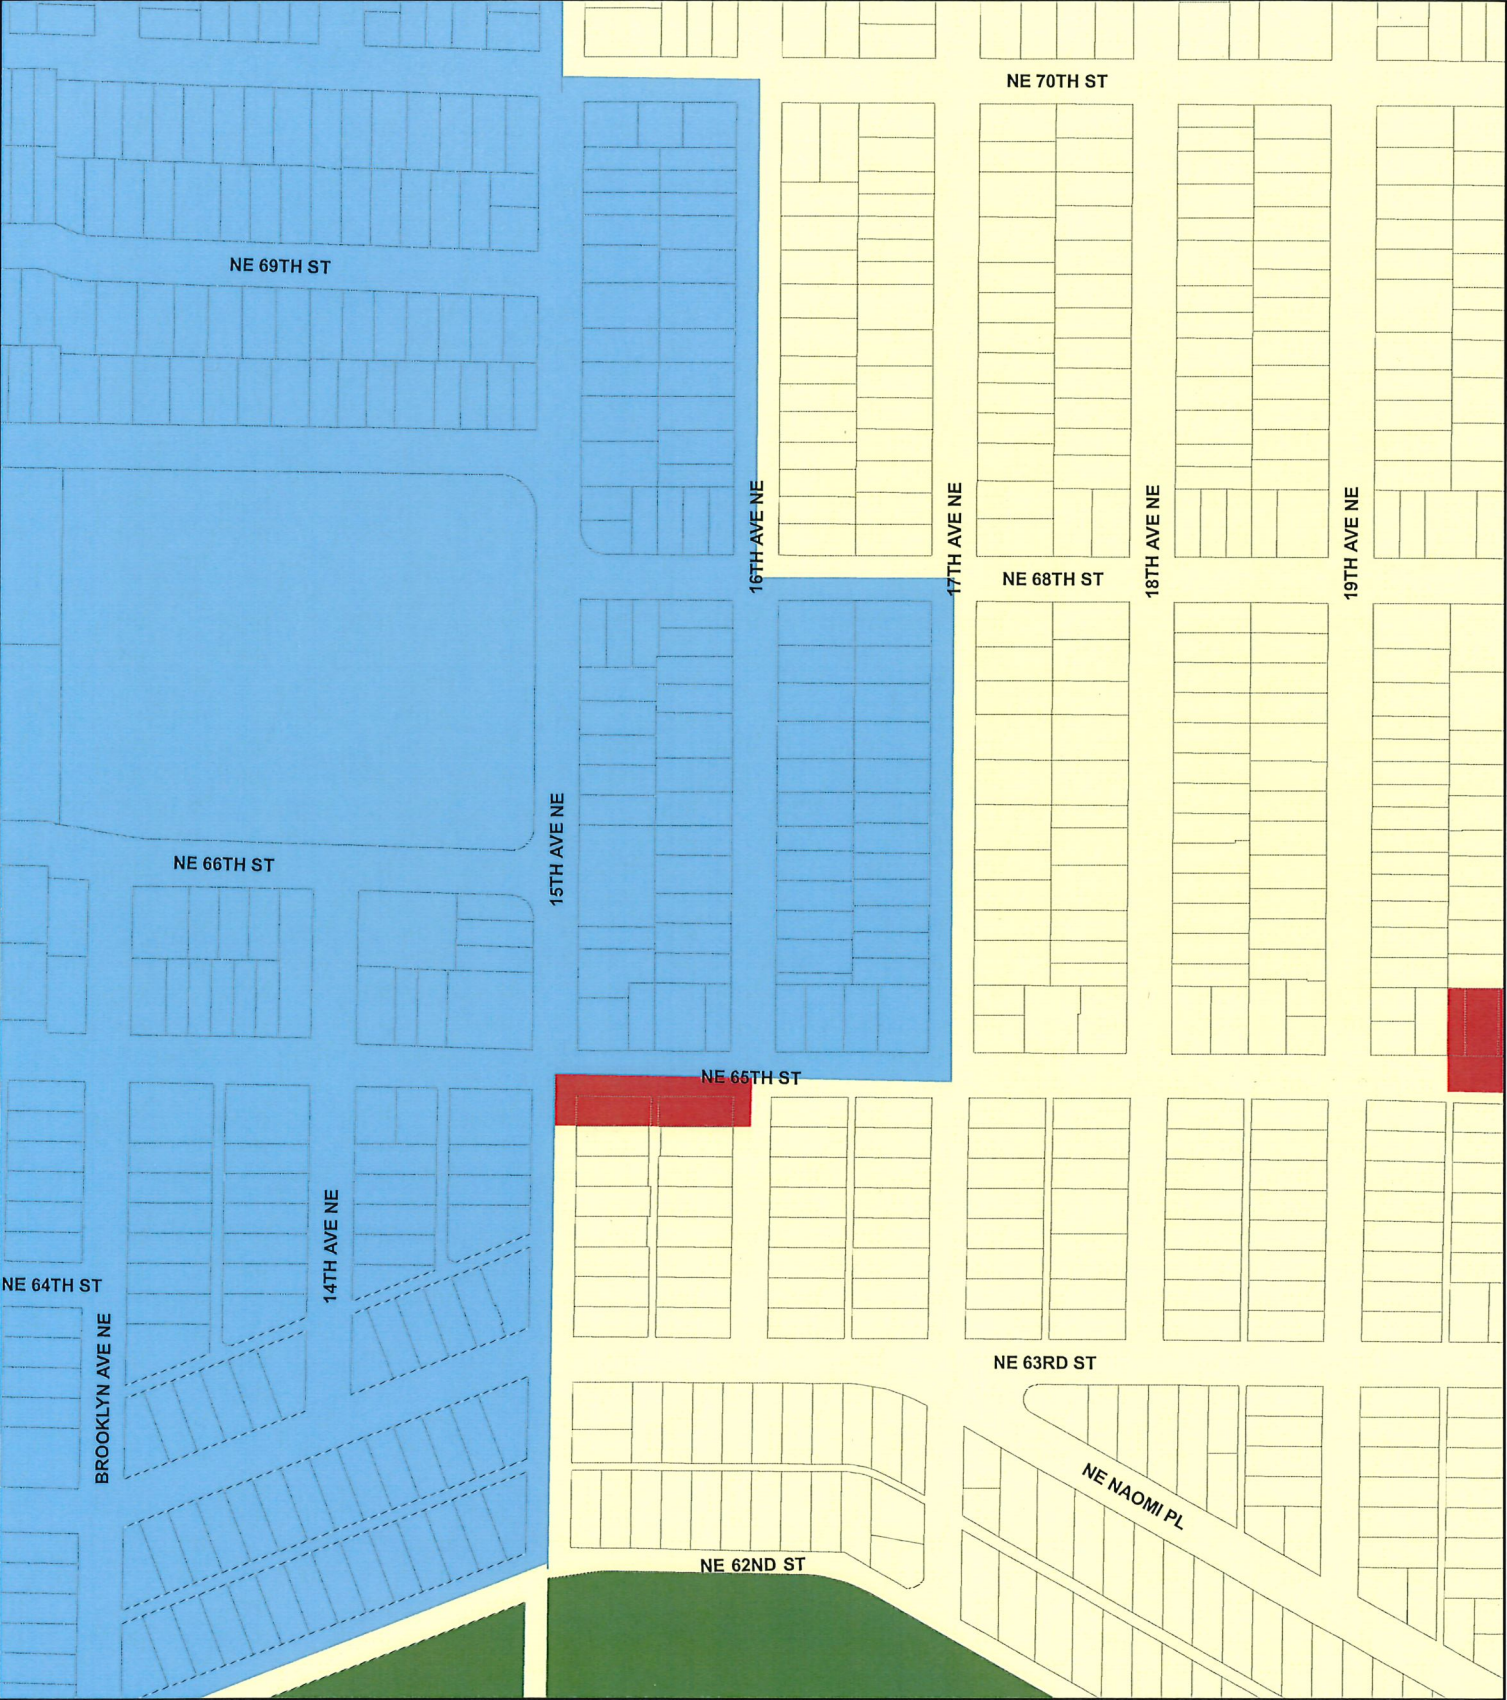 NE 70TH ST
NE 69TH ST
16TH AVE NE
17TH AVE NE
18TH AVE NE
19TH AVE NE
NE 68TH ST
15TH AVE NE
NE 66TH ST
NE 65TH ST
14TH AVE NE
NE 64TH ST
BROOKLYN AVE NE
NE 63RD ST
NE NAOMI PL
NE 62ND ST